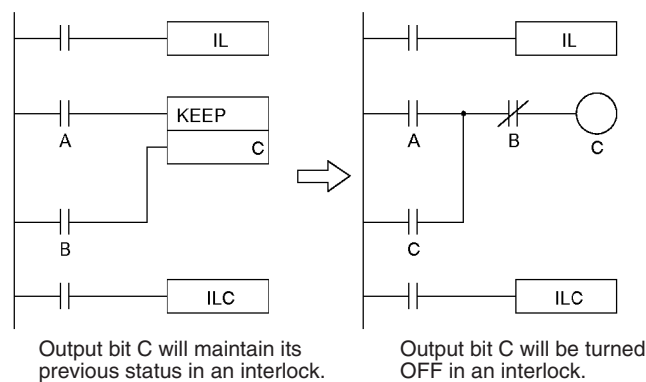 IL
A
KEEP
C
B
ILC
Output bit C will maintain its
previous status in an interlock.
IL
A
B
C
C
ILC
Output bit C will be turned
OFF in an interlock.